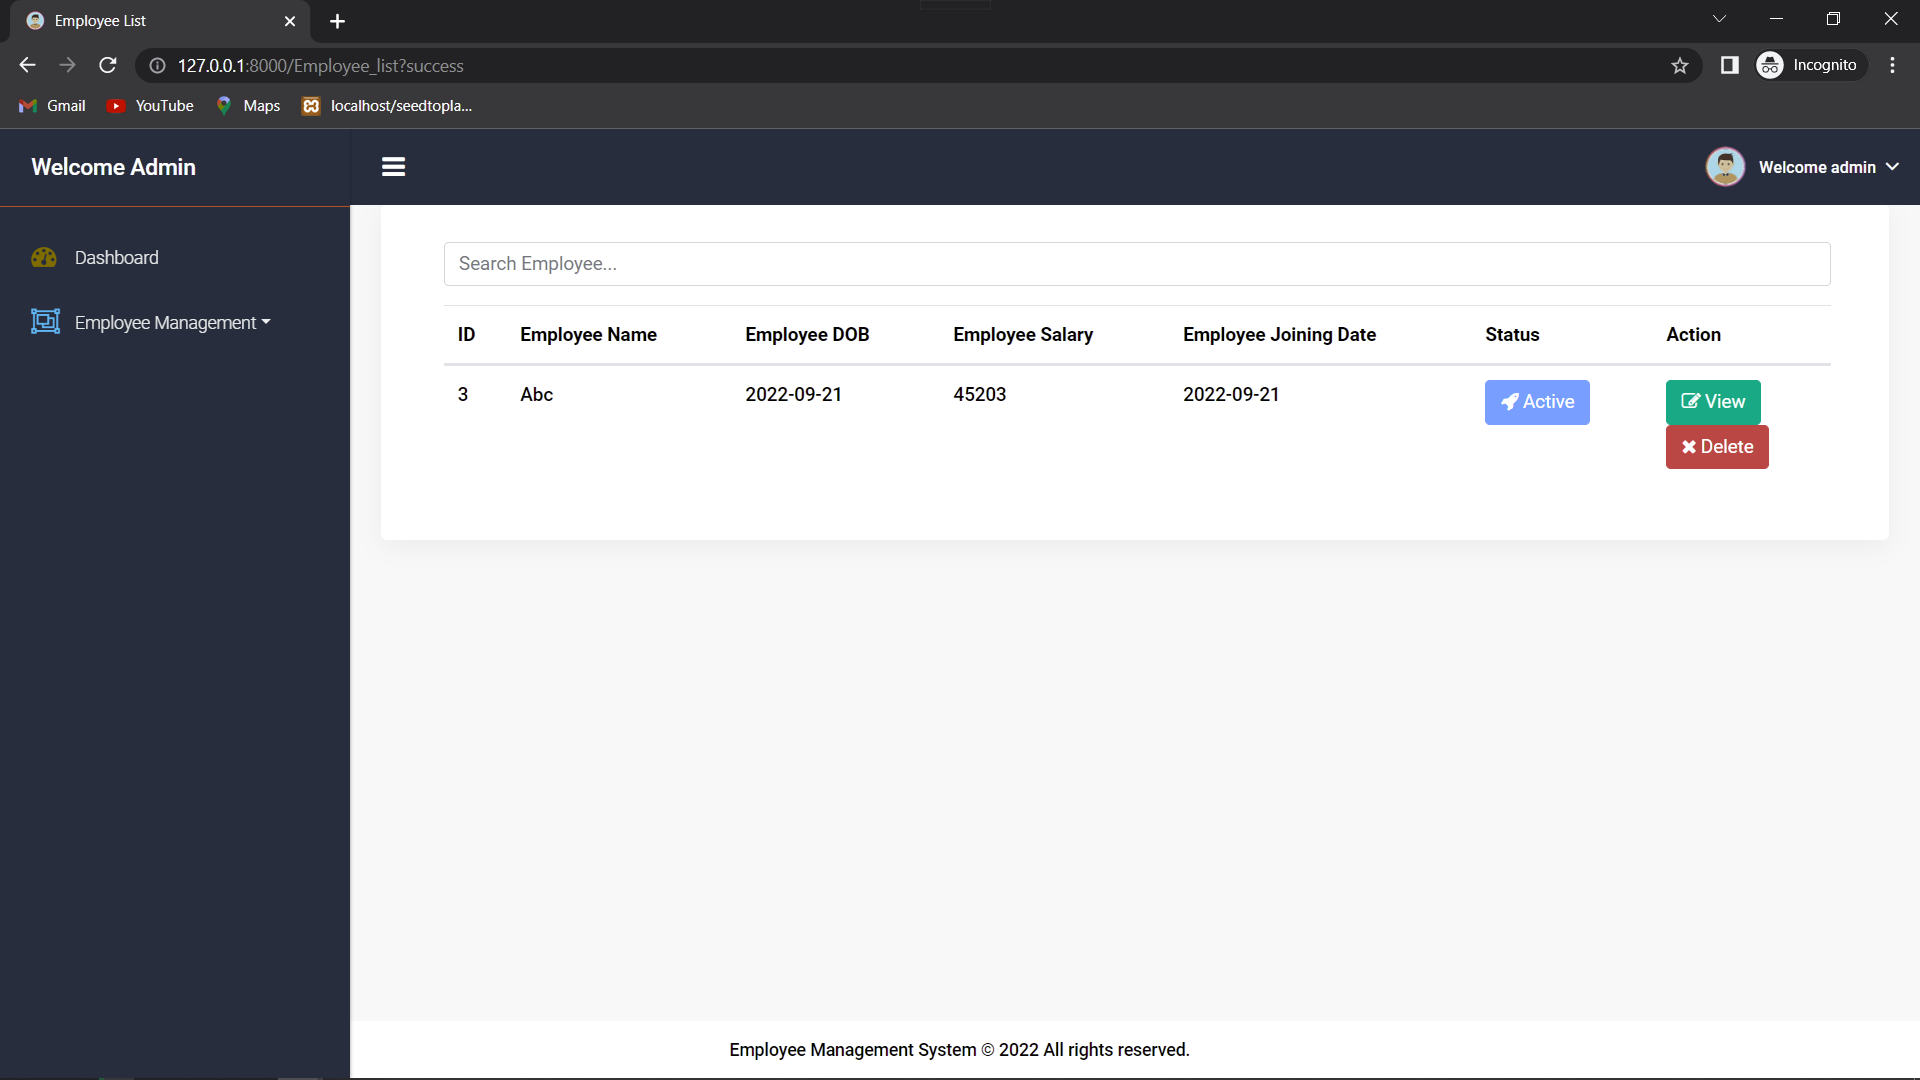 Employee List
127.0.0.1:8000/Employee_list?success
Incognito
Gmail YouTube Maps localhost/seedtopla...
Welcome Admin
Welcome admin
Dashboard
Employee Management
Search Employee...
ID Employee Name Employee DOB Employee Salary Employee Joining Date Status Action
3 Abc 2022-09-21 45203 2022-09-21 Active View
Delete
Employee Management System © 2022 All rights reserved.